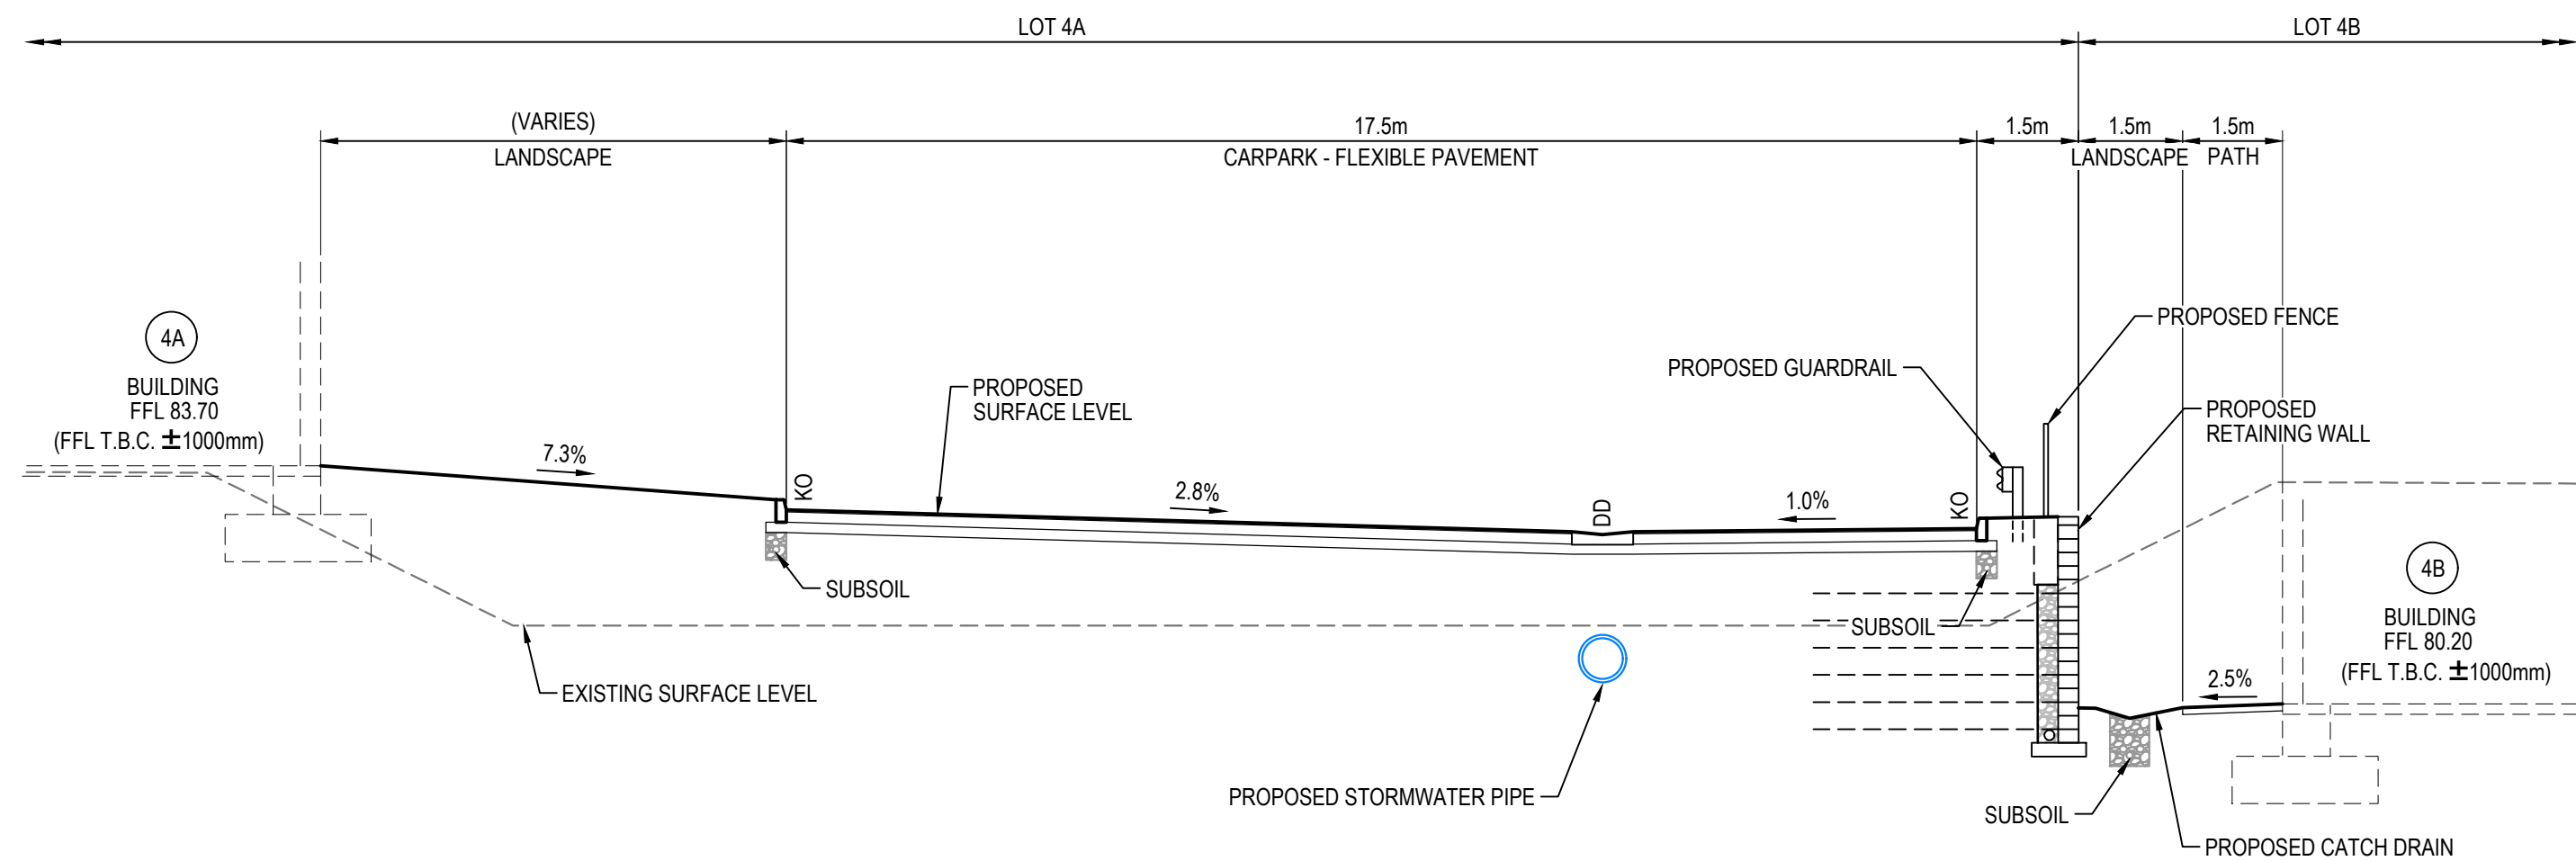 LOT 4A
LOT 4B
(VARIES)
LANDSCAPE
17.5m
CARPARK - FLEXIBLE PAVEMENT
1.5m
1.5m
LANDSCAPE
1.5m
PATH
4A
BUILDING
FFL 83.70
(FFL T.B.C. ±1000mm)
7.3%
KO
PROPOSED
SURFACE LEVEL
2.8%
DD
1.0%
KO
PROPOSED GUARDRAIL
PROPOSED FENCE
PROPOSED
RETAINING WALL
4B
BUILDING
FFL 80.20
(FFL T.B.C. ±1000mm)
2.5%
SUBSOIL
SUBSOIL
EXISTING SURFACE LEVEL
PROPOSED STORMWATER PIPE
SUBSOIL
PROPOSED CATCH DRAIN